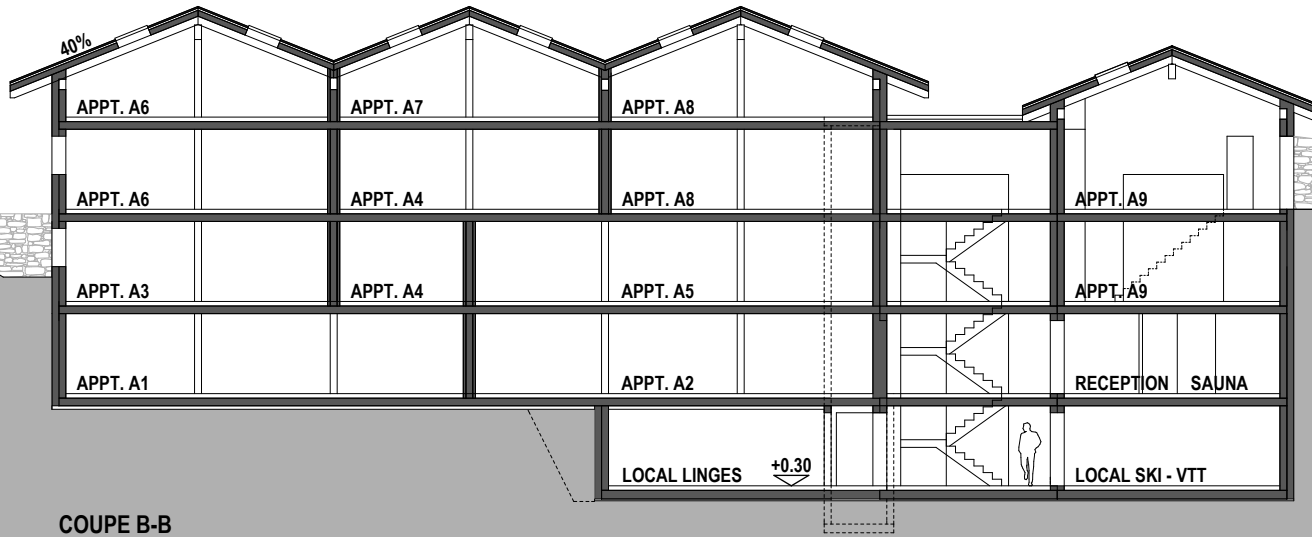 40%
APPT. A6
APPT. A7
APPT. A8
APPT. A6
APPT. A4
APPT. A8
APPT. A9
APPT. A3
APPT. A4
APPT. A5
APPT. A9
APPT. A1
APPT. A2
RECEPTION
SAUNA
LOCAL LINGES
+0.30
LOCAL SKI - VTT
COUPE B-B